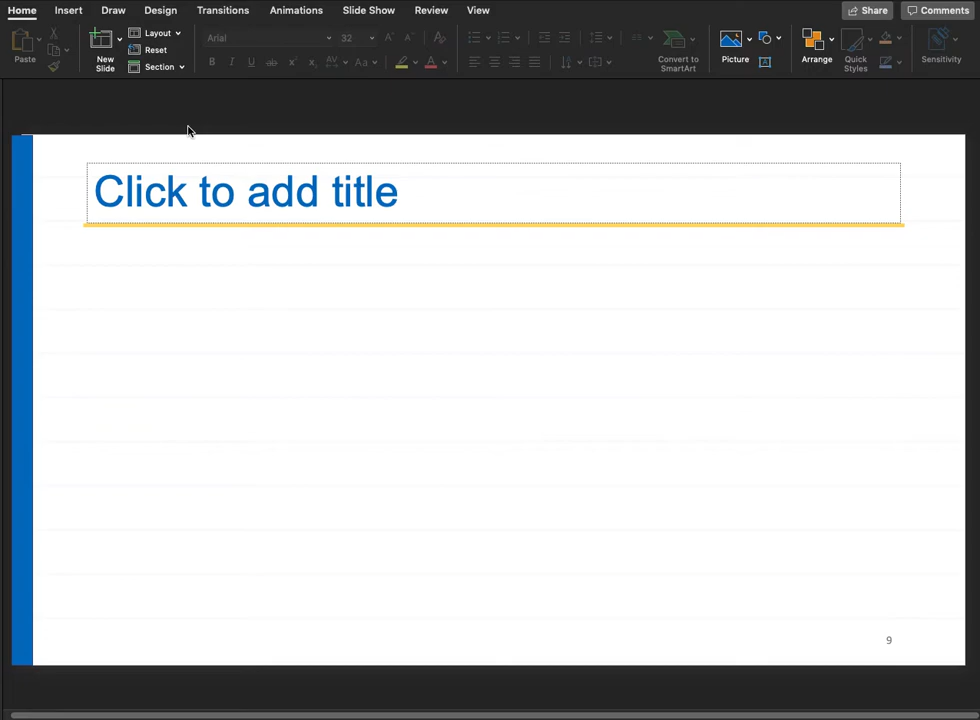 Home Insert Draw Design Transitions Animations Slide Show Review View Share Comments
Layout
Arial 32
Reset
Paste New Slide Section
Convert to SmartArt
Picture
Arrange
Quick Styles
Sensitivity
Click to add title
9